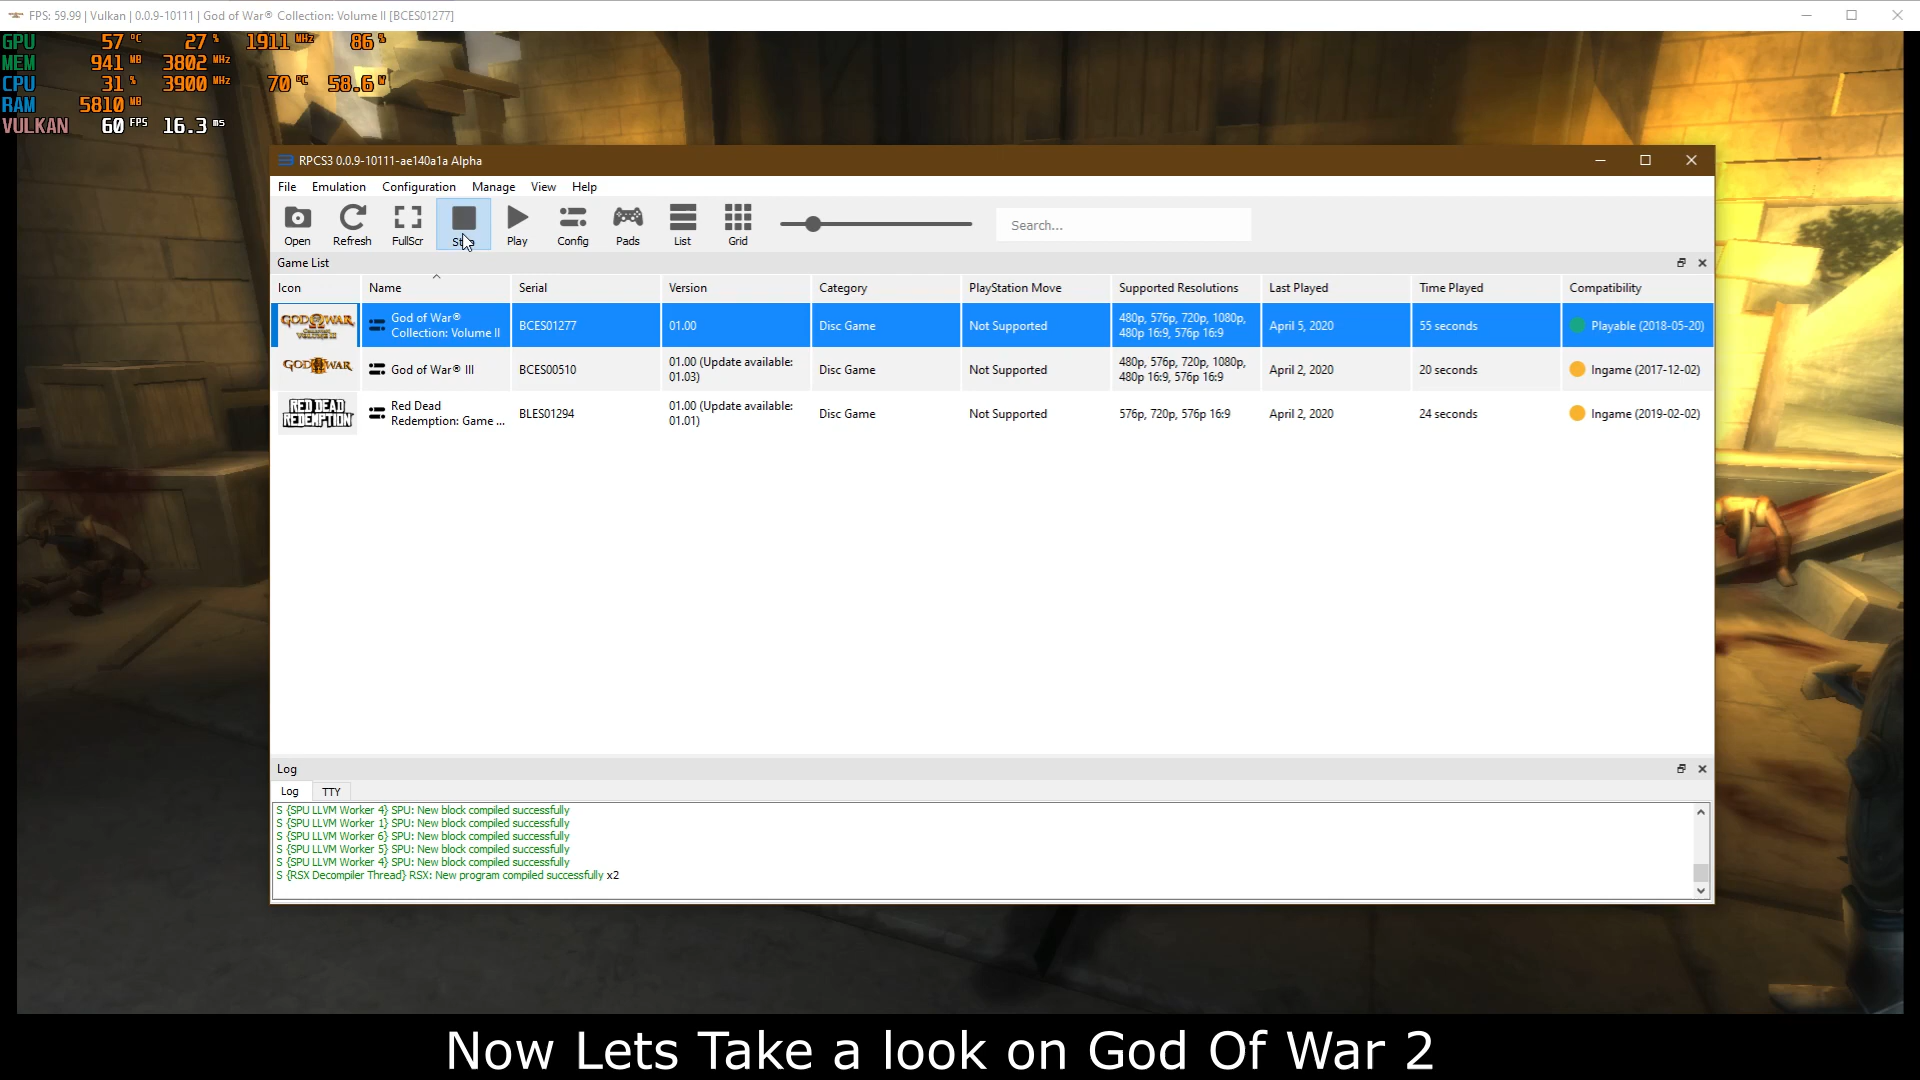 FPS: 59.99 | Vulkan | 0.0.9-10111 | God of War® Collection: Volume II [BCES01277]
GPU 57 °C 27 % 1911 MHz 86 %
MEM 941 MB 3802 MHz
CPU 31 % 3900 MHz 70 °C 58.6 W
RAM 5810 MB
VULKAN 60 FPS 16.3 ms
RPCS3 0.0.9-10111-ae140a1a Alpha
File Emulation Configuration Manage View Help
Open Refresh FullScr Play Config Pads List Grid Search...
Game List
Icon Name Serial Version Category PlayStation Move Supported Resolutions Last Played Time Played Compatibility
GOD OF WAR God of War® Collection: Volume II BCES01277 01.00 Disc Game Not Supported 480p, 576p, 720p, 1080p, 480p 16:9, 576p 16:9 April 5, 2020 55 seconds Playable (2018-05-20)
GOD OF WAR God of War® III BCES00510 01.00 (Update available: 01.03) Disc Game Not Supported 480p, 576p, 720p, 1080p, 480p 16:9, 576p 16:9 April 2, 2020 20 seconds Ingame (2017-12-02)
RED DEAD REDEMPTION Red Dead Redemption: Game ... BLES01294 01.00 (Update available: 01.01) Disc Game Not Supported 576p, 720p, 576p 16:9 April 2, 2020 24 seconds Ingame (2019-02-02)
Log
Log TTY
S {SPU LLVM Worker 4} SPU: New block compiled successfully
S {SPU LLVM Worker 1} SPU: New block compiled successfully
S {SPU LLVM Worker 6} SPU: New block compiled successfully
S {SPU LLVM Worker 5} SPU: New block compiled successfully
S {SPU LLVM Worker 4} SPU: New block compiled successfully
S {RSX Decompiler Thread} RSX: New program compiled successfully x2
Now Lets Take a look on God Of War 2